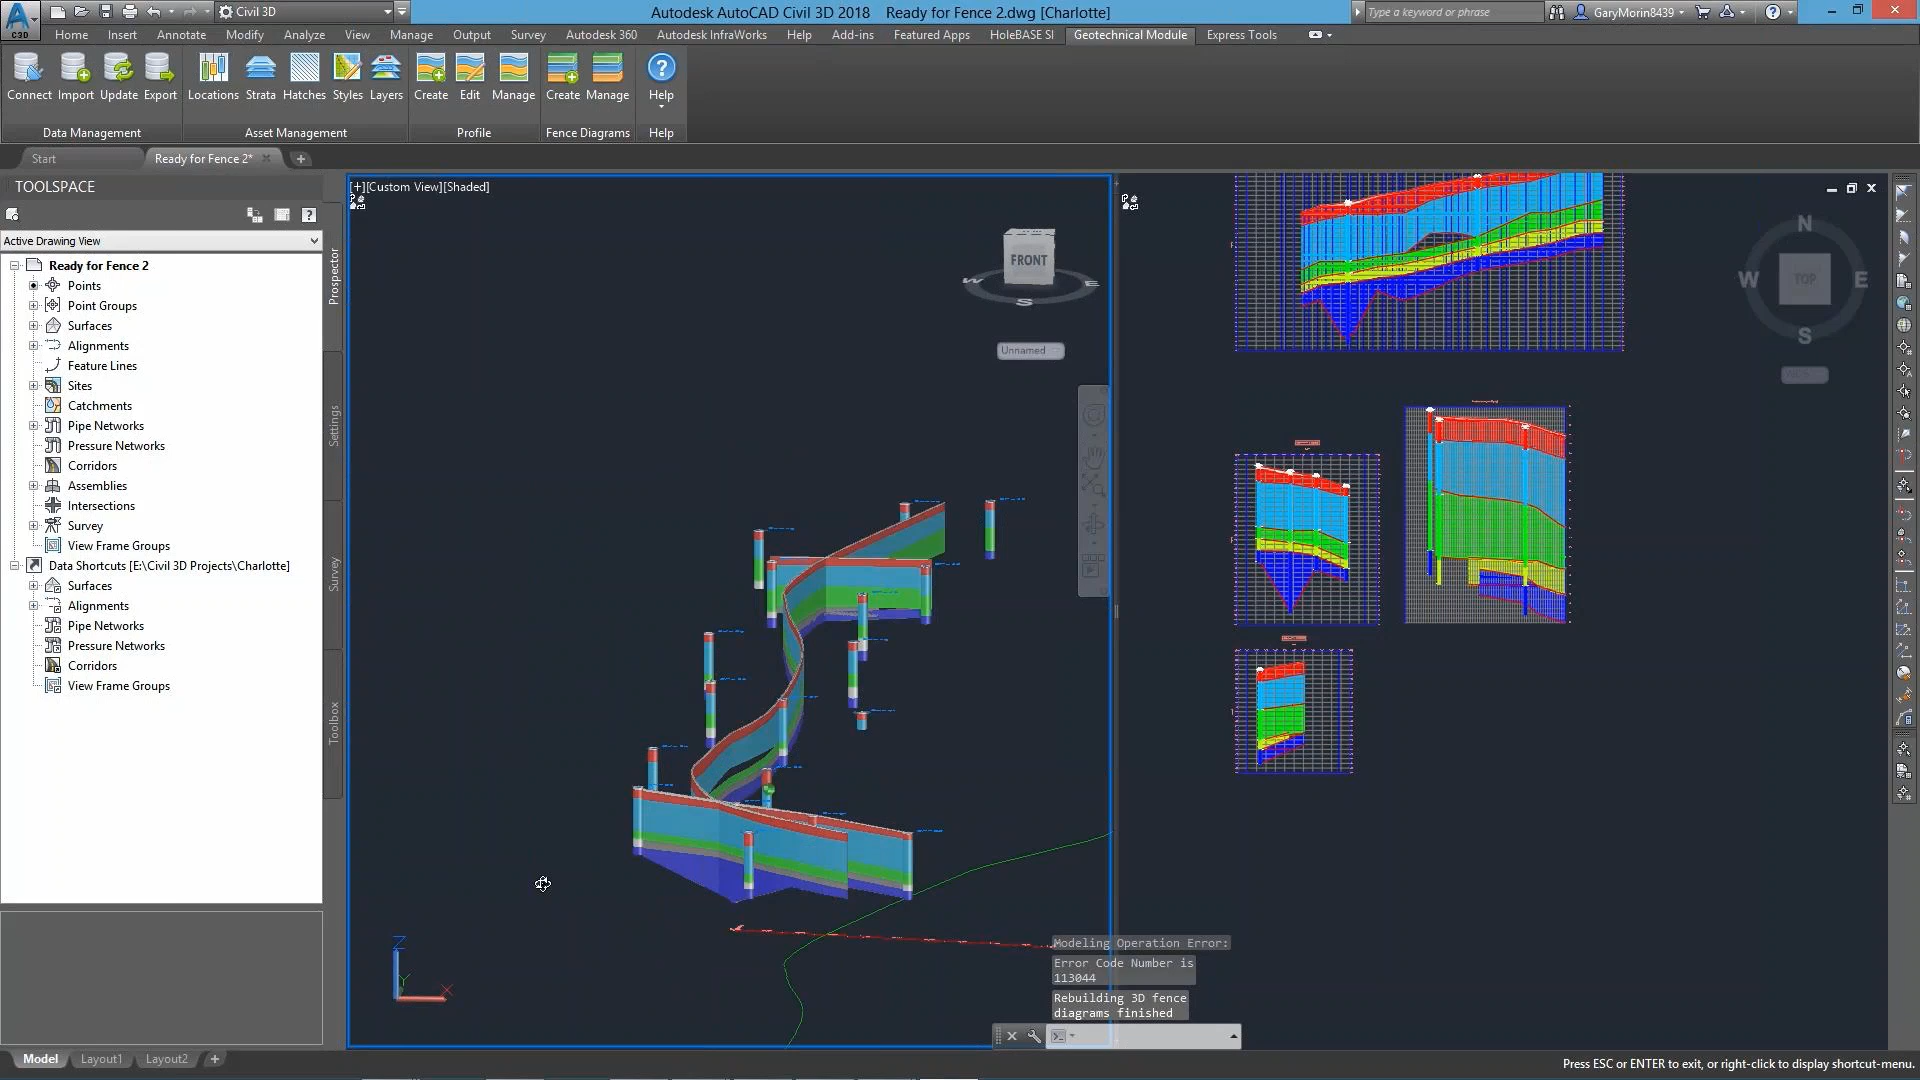 Autodesk AutoCAD Civil 3D 2018 Ready for Fence 2.dwg [Charlotte]
C3D
Civil 3D
Type a keyword or phrase
GaryMorin8439
Home Insert Annotate Modify Analyze View Manage Output Survey Autodesk 360 Autodesk InfraWorks Help Add-ins Featured Apps HoleBASE SI Geotechnical Module Express Tools
Connect Import Update Export Locations Strata Hatches Styles Layers Create Edit Manage Create Manage Help
Data Management Asset Management Profile Fence Diagrams Help
Start Ready for Fence 2*
TOOLSPACE
Active Drawing View
Ready for Fence 2
Points
Point Groups
Surfaces
Alignments
Feature Lines
Sites
Catchments
Pipe Networks
Pressure Networks
Corridors
Assemblies
Intersections
Survey
View Frame Groups
Data Shortcuts [E:\Civil 3D Projects\Charlotte]
Surfaces
Alignments
Pipe Networks
Pressure Networks
Corridors
View Frame Groups
Prospector
Settings
Survey
Toolbox
[+][Custom View][Shaded]
FRONT
W E
S
Unnamed
N
W TOP E
S
Z
Y
X
Modeling Operation Error:
Error Code Number is
113044
Rebuilding 3D fence
diagrams finished
Model Layout1 Layout2
Press ESC or ENTER to exit, or right-click to display shortcut-menu.